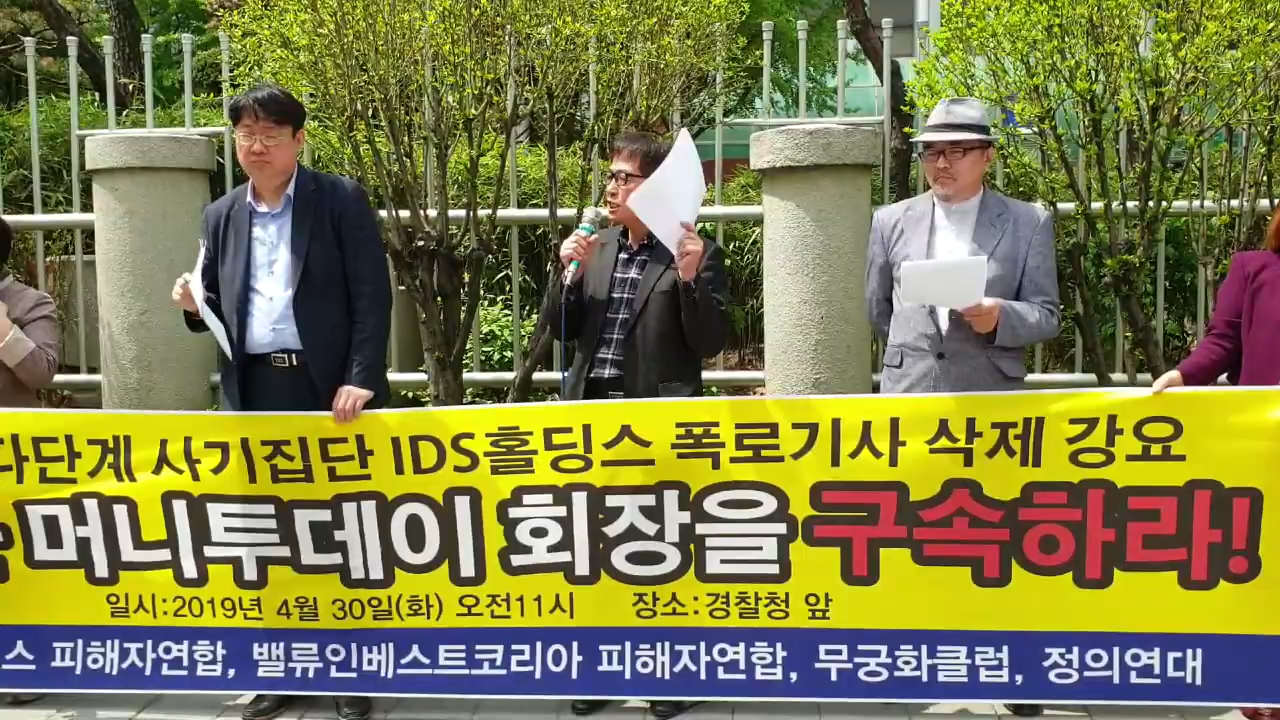 다단계 사기집단 IDS홀딩스 폭로기사 삭제 강요
머니투데이 회장을 구속하라!
일시:2019년 4월 30일(화) 오전11시 장소:경찰청 앞
스 피해자연합, 밸류인베스트코리아 피해자연합, 무궁화클럽, 정의연대